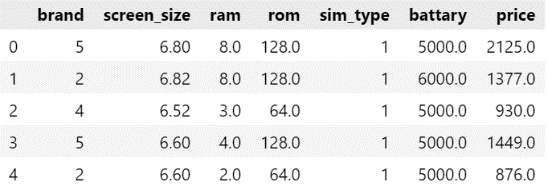 brand screen_size ram rom sim_type battary price
0 5 6.80 8.0 128.0 1 5000.0 2125.0
1 2 6.82 8.0 128.0 1 6000.0 1377.0
2 4 6.52 3.0 64.0 1 5000.0 930.0
3 5 6.60 4.0 128.0 1 5000.0 1449.0
4 2 6.60 2.0 64.0 1 5000.0 876.0